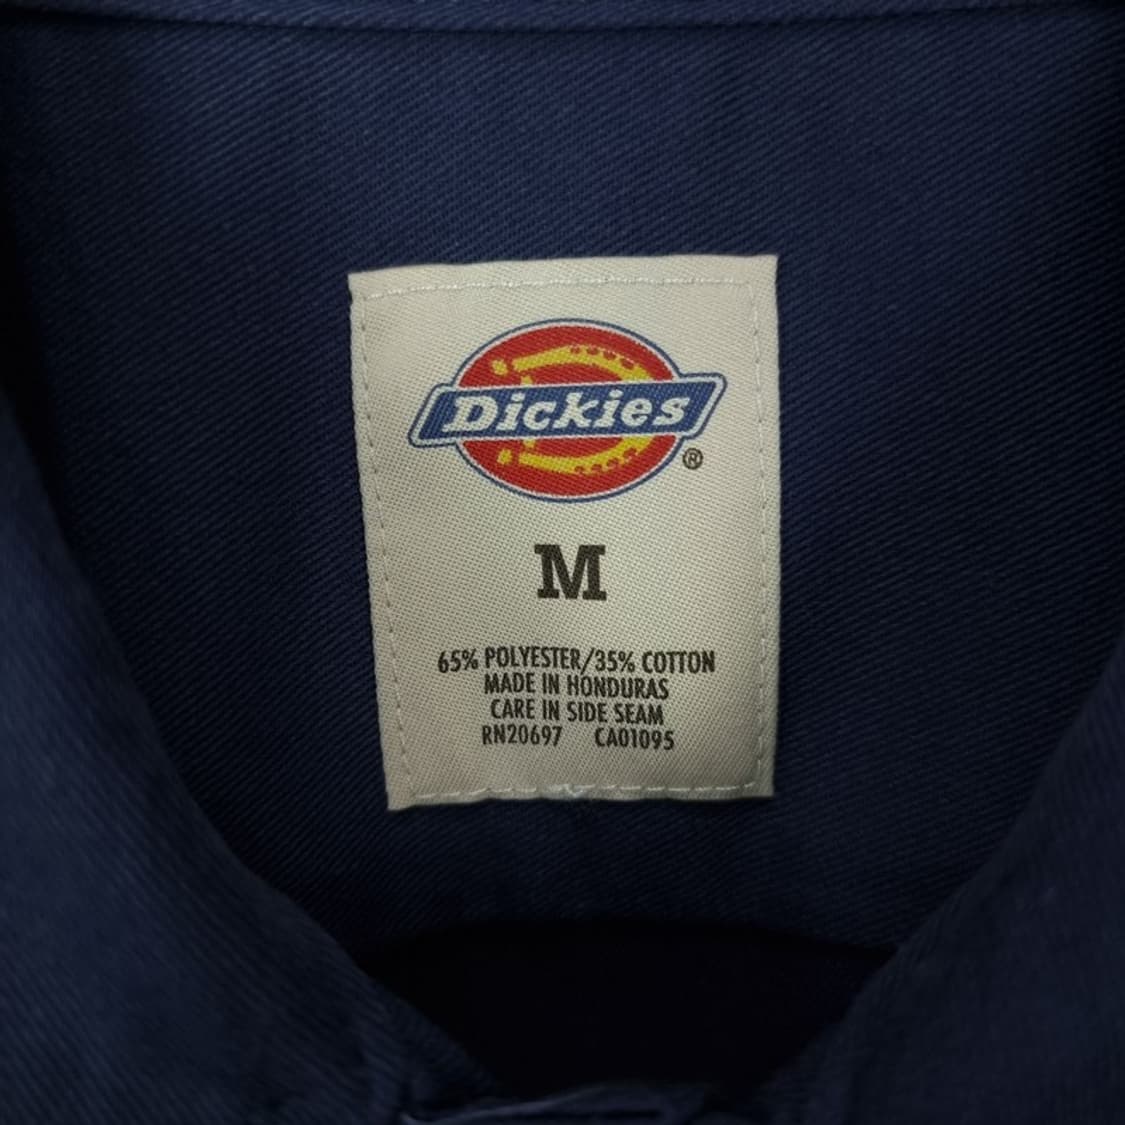 Dickies
®
M
65% POLYESTER/35% COTTON
MADE IN HONDURAS
CARE IN SIDE SEAM
RN20697 CA01095